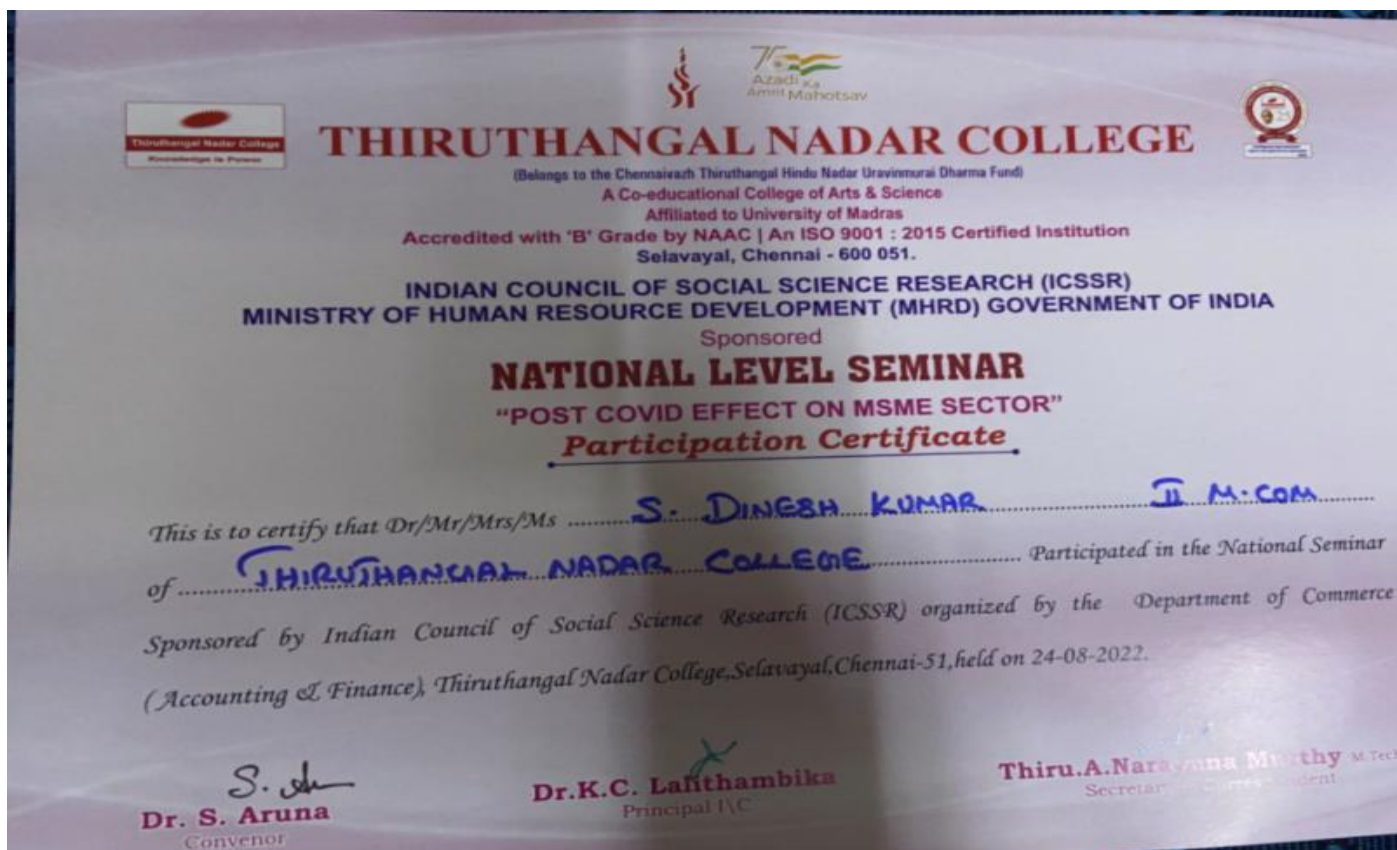 75
Azadi Ka
Amrit Mahotsav
Thiruthangal Nadar College
Knowledge is Power
THIRUTHANGAL NADAR COLLEGE
(Belongs to the Chennaivazh Thiruthangal Hindu Nadar Uravinmurai Dharma Fund)
A Co-educational College of Arts & Science
Affiliated to University of Madras
Accredited with 'B' Grade by NAAC | An ISO 9001 : 2015 Certified Institution
Selavayal, Chennai - 600 051.
INDIAN COUNCIL OF SOCIAL SCIENCE RESEARCH (ICSSR)
MINISTRY OF HUMAN RESOURCE DEVELOPMENT (MHRD) GOVERNMENT OF INDIA
Sponsored
NATIONAL LEVEL SEMINAR
"POST COVID EFFECT ON MSME SECTOR"
Participation Certificate
This is to certify that Dr/Mr/Mrs/Ms S. DINESH KUMAR II M.COM
of THIRUTHANGAL NADAR COLLEGE Participated in the National Seminar
Sponsored by Indian Council of Social Science Research (ICSSR) organized by the Department of Commerce
( Accounting & Finance), Thiruthangal Nadar College,Selavayal,Chennai-51,held on 24-08-2022.
Dr. S. Aruna
Convenor
Dr.K.C. Lalithambika
Principal I\C
Thiru.A.Narayana Murthy M.Tech